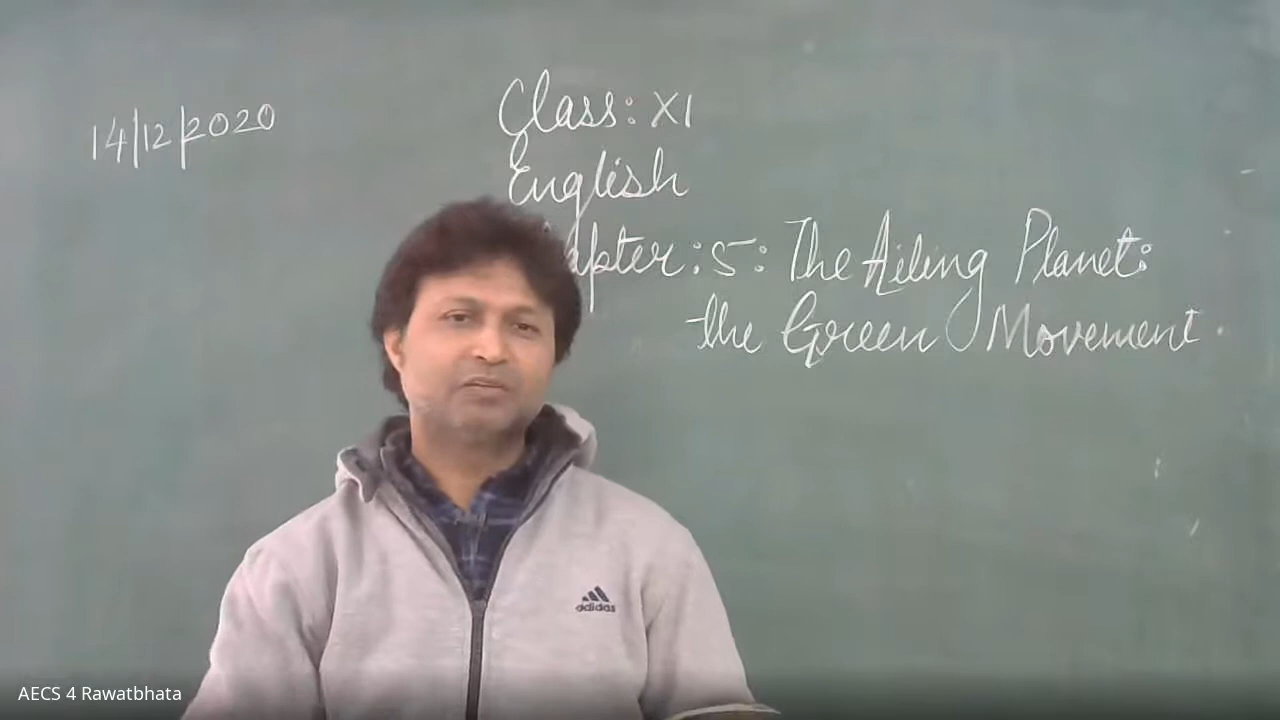 14/12/2020
Class: XI
English
apter: 5: The Ailing Planet:
the Green Movement.
adidas
AECS 4 Rawatbhata